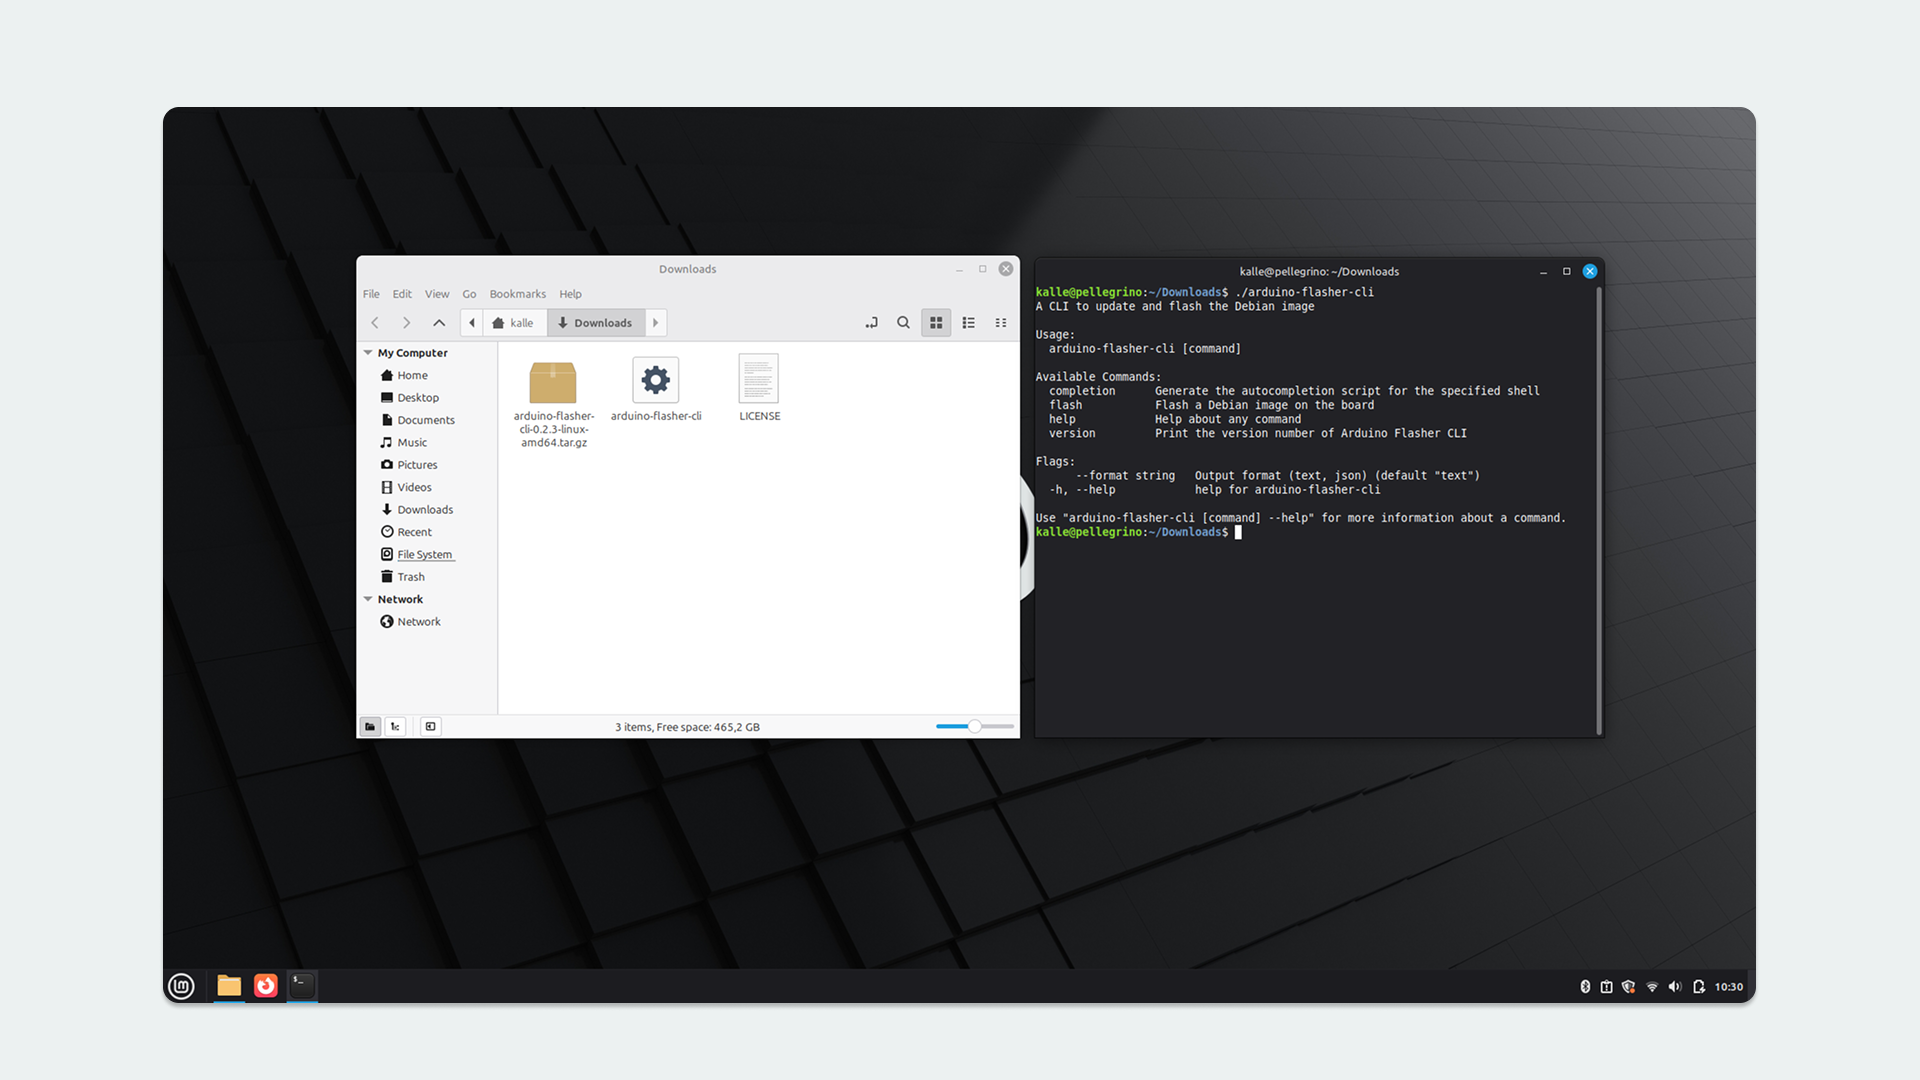 Downloads
File Edit View Go Bookmarks Help
kalle Downloads
My Computer
Home
Desktop
Documents
Music
Pictures
Videos
Downloads
Recent
File System
Trash
Network
Network
arduino-flasher-
cli-0.2.3-linux-
amd64.tar.gz
arduino-flasher-cli
LICENSE
3 items, Free space: 465,2 GB
kalle@pellegrino: ~/Downloads
kalle@pellegrino:~/Downloads$ ./arduino-flasher-cli
A CLI to update and flash the Debian image
Usage:
arduino-flasher-cli [command]
Available Commands:
completion Generate the autocompletion script for the specified shell
flash Flash a Debian image on the board
help Help about any command
version Print the version number of Arduino Flasher CLI
Flags:
--format string Output format (text, json) (default "text")
-h, --help help for arduino-flasher-cli
Use "arduino-flasher-cli [command] --help" for more information about a command.
kalle@pellegrino:~/Downloads$
10:30